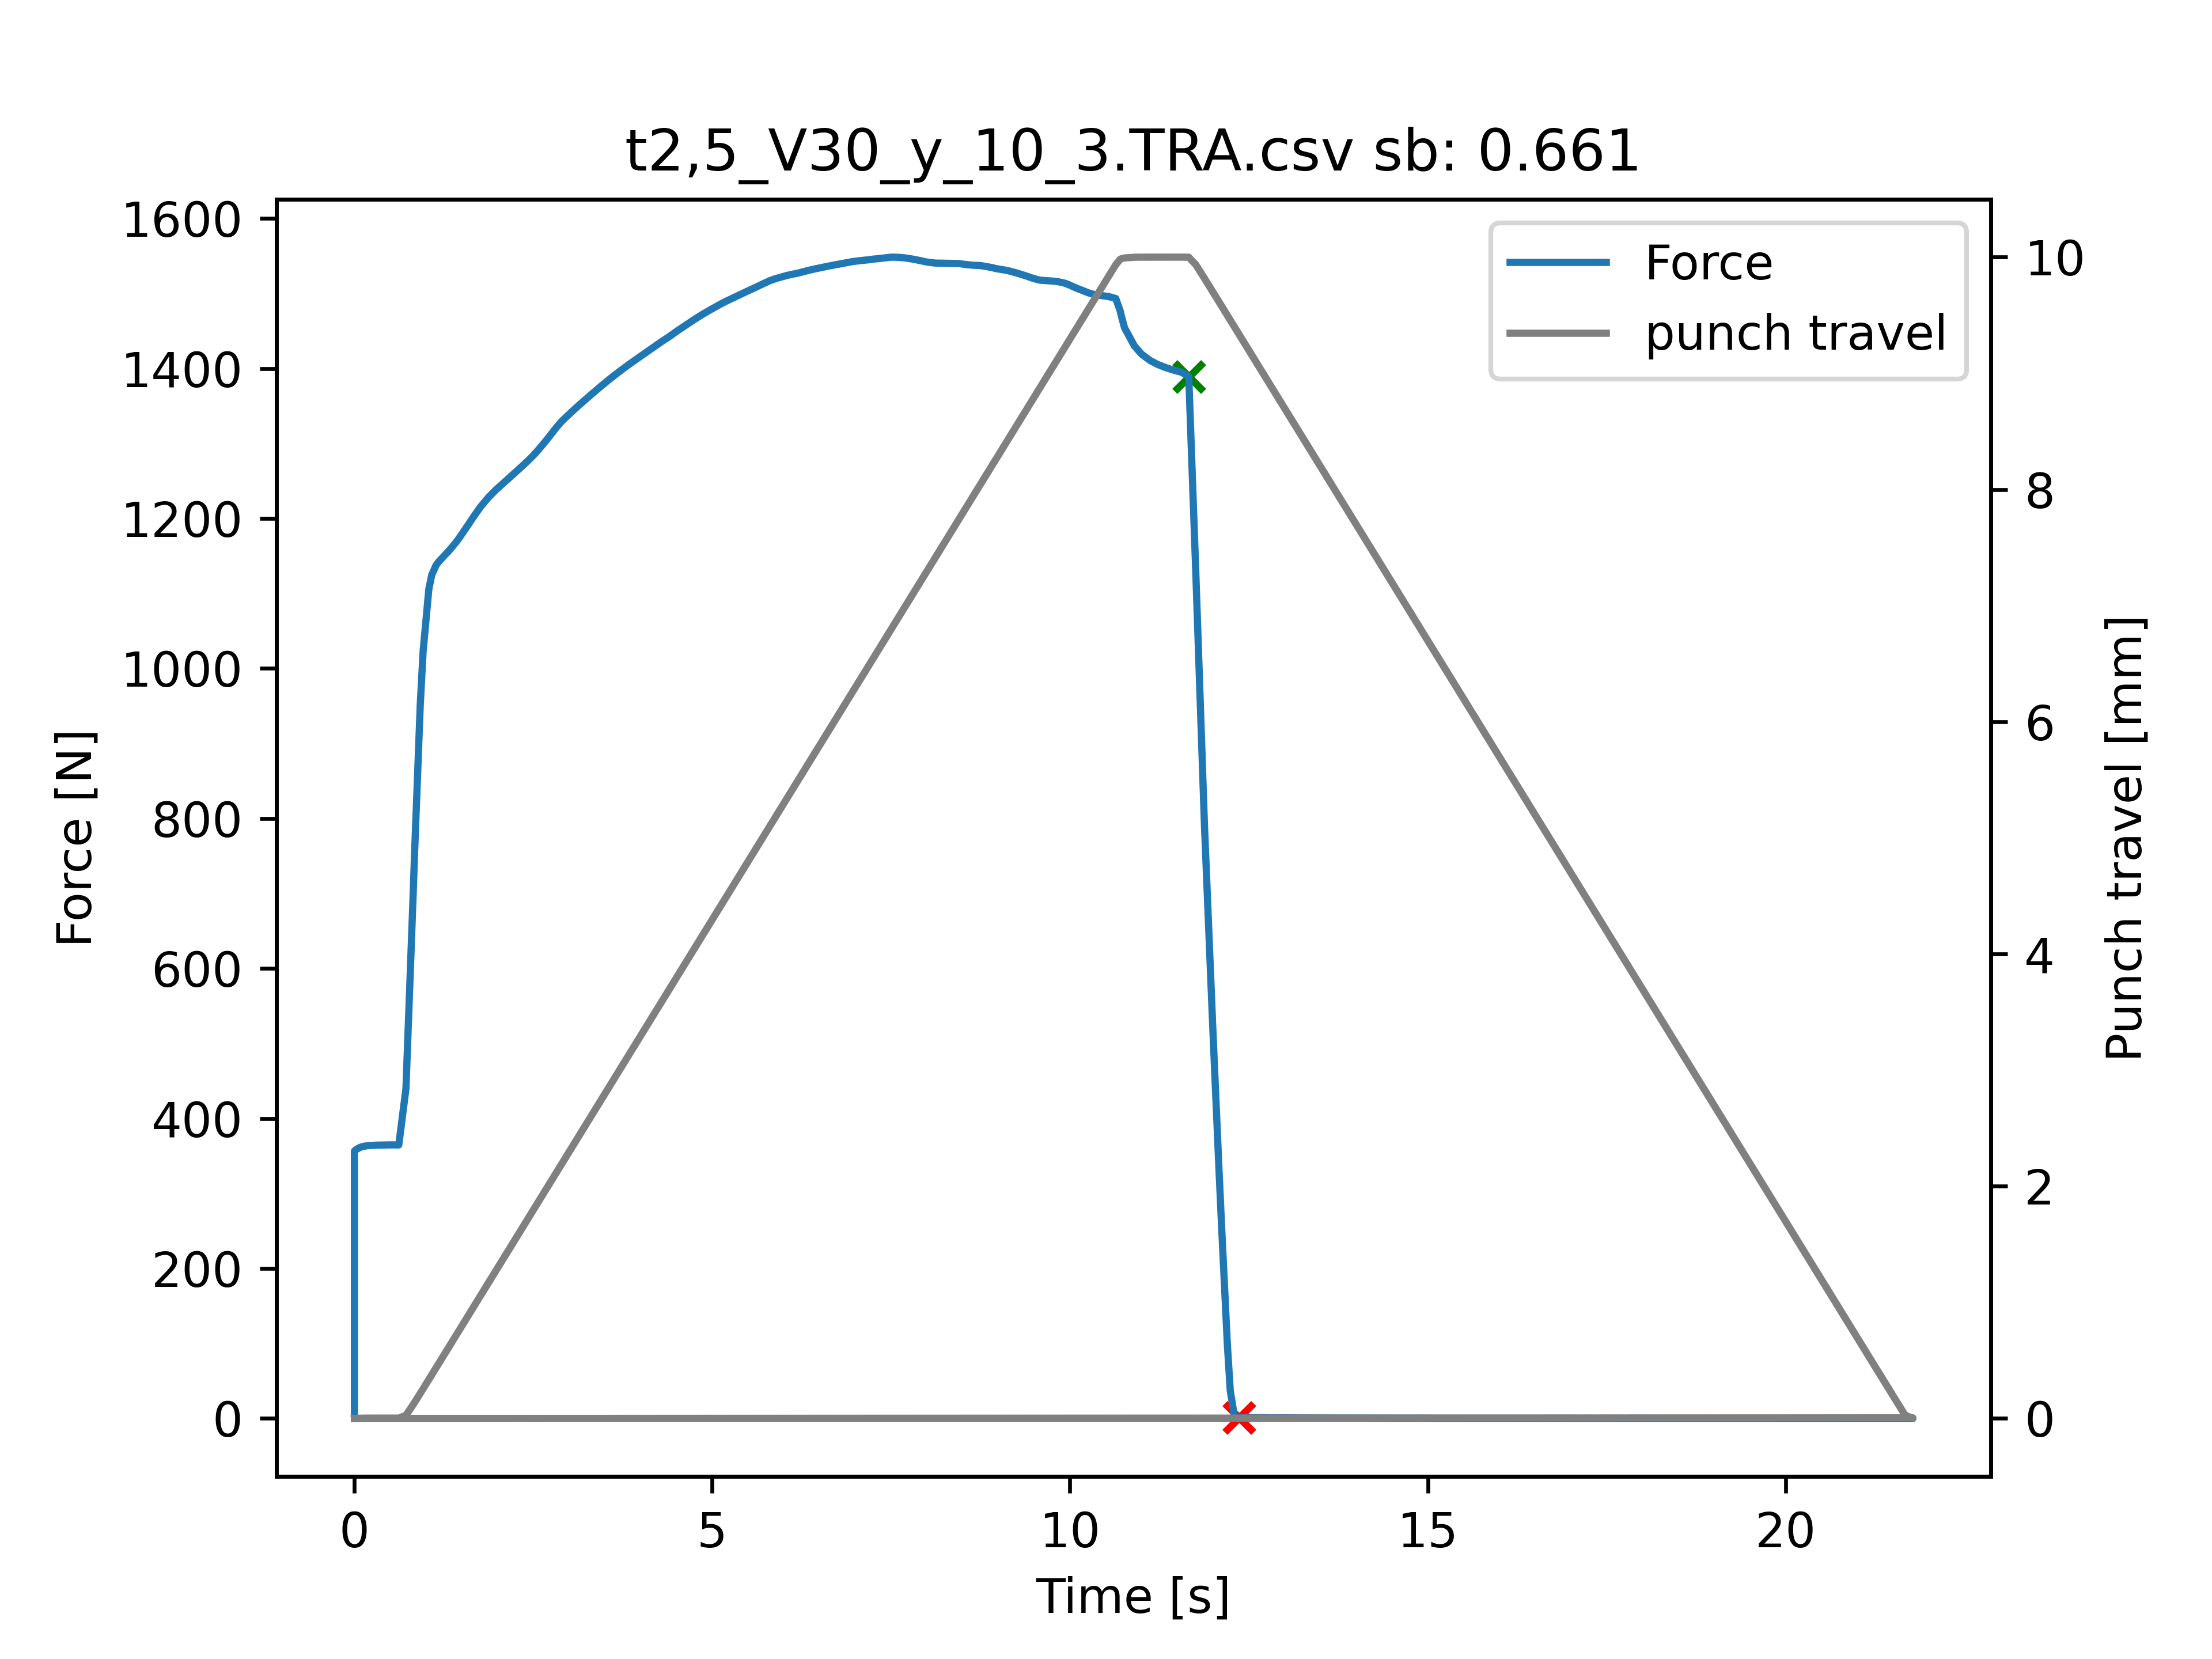 t2,5_V30_y_10_3.TRA.csv sb: 0.661
Force
punch travel
Force [N]
1600
1400
1200
1000
800
600
400
200
0
Punch travel [mm]
10
8
6
4
2
0
0 5 10 15 20
Time [s]